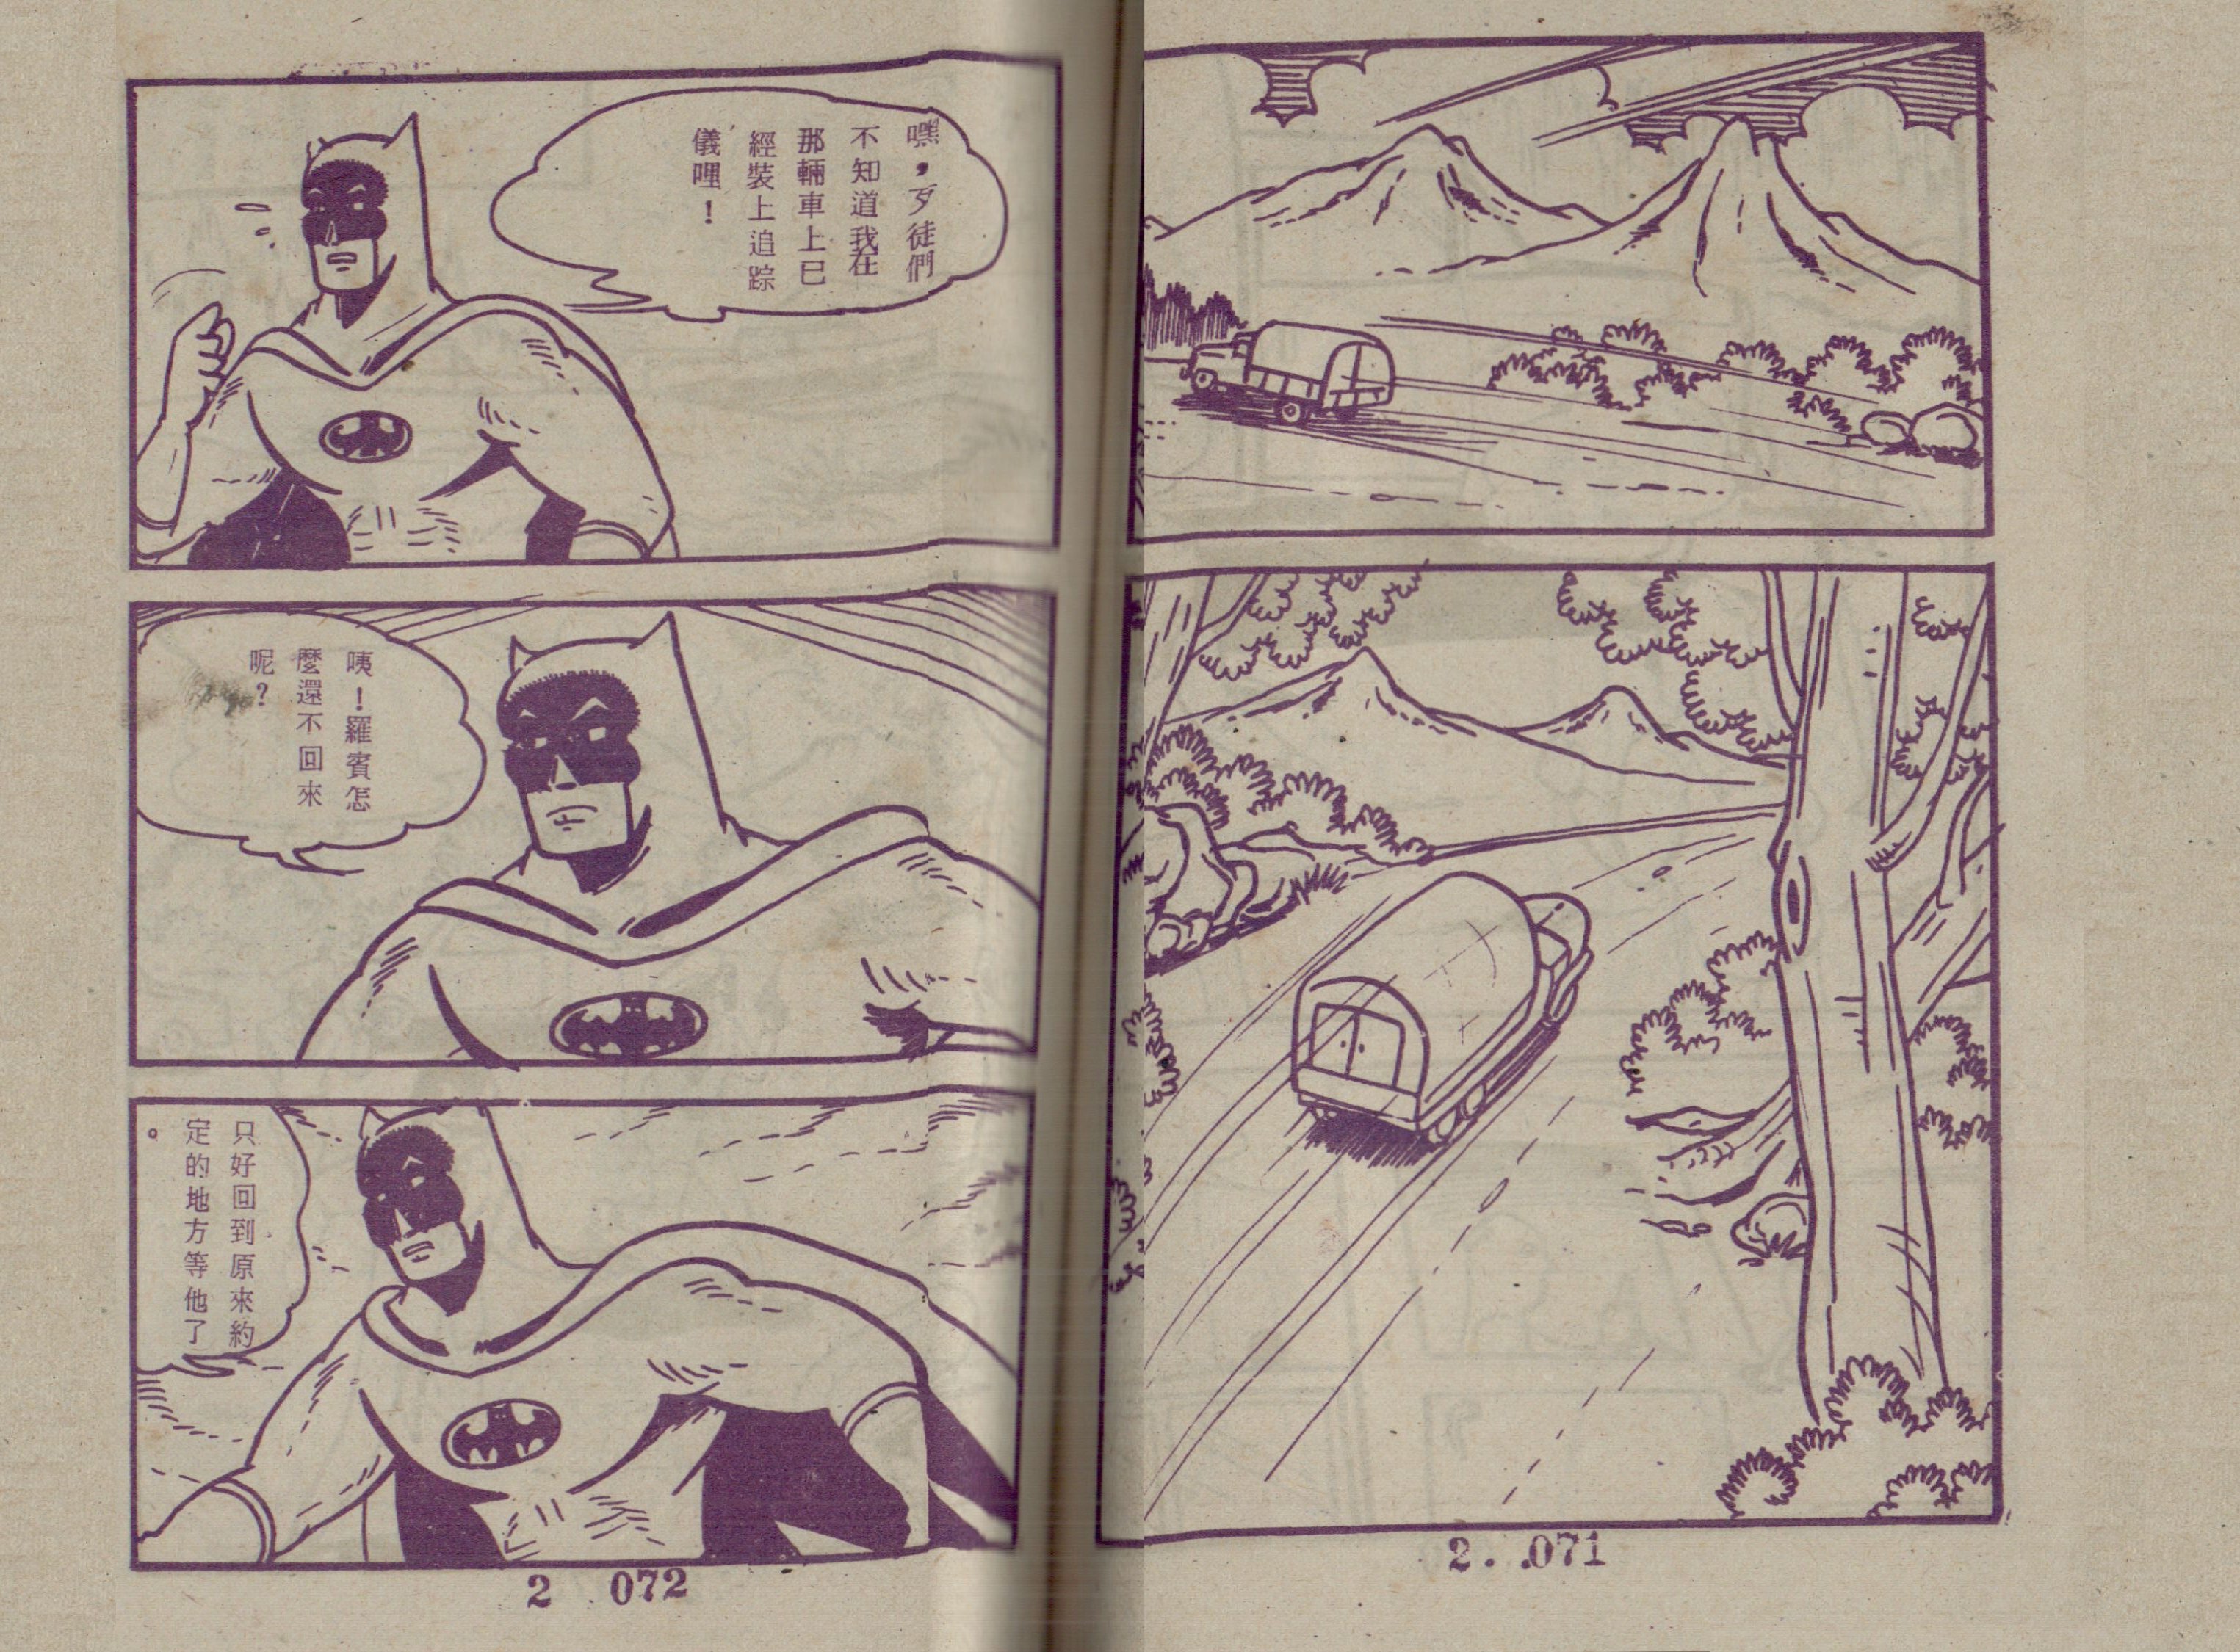 嘿，歹徒們
不知道我在
那輛車上已
經裝上追踪
儀哩！
咦！羅賓怎
麼還不回來
呢？
只好回到原來約
定的地方等他了
。
2..071
2 072